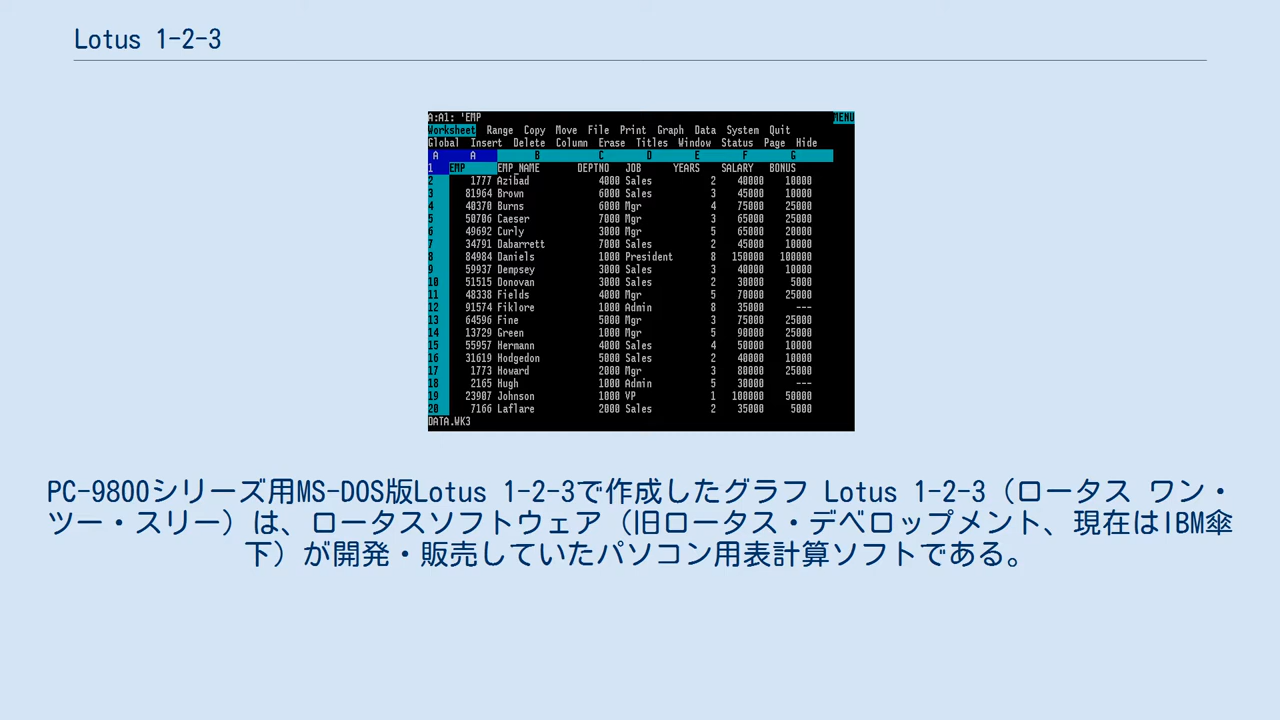 Lotus 1-2-3
A:A1: 'EMP MENU
Worksheet Range Copy Move File Print Graph Data System Quit
Global Insert Delete Column Erase Titles Window Status Page Hide
A A B C D E F G
1 EMP EMP_NAME DEPTNO JOB YEARS SALARY BONUS
2 1777 Azibad 4000 Sales 2 40000 10000
3 81964 Brown 6000 Sales 3 45000 10000
4 40370 Burns 6000 Mgr 4 75000 25000
5 50706 Caeser 7000 Mgr 3 65000 25000
6 49692 Curly 3000 Mgr 5 65000 20000
7 34791 Dabarrett 7000 Sales 2 45000 10000
8 84984 Daniels 1000 President 8 150000 100000
9 59937 Dempsey 3000 Sales 3 40000 10000
10 51515 Donovan 3000 Sales 2 30000 5000
11 48338 Fields 4000 Mgr 5 70000 25000
12 91574 Fiklore 1000 Admin 8 35000 ---
13 64596 Fine 5000 Mgr 3 75000 25000
14 13729 Green 1000 Mgr 5 90000 25000
15 55957 Hermann 4000 Sales 4 50000 10000
16 31619 Hodgedon 5000 Sales 2 40000 10000
17 1773 Howard 2000 Mgr 3 80000 25000
18 2165 Hugh 1000 Admin 5 30000 ---
19 23907 Johnson 1000 VP 1 100000 50000
20 7166 Laflare 2000 Sales 2 35000 5000
DATA.WK3
PC-9800シリーズ用MS-DOS版Lotus 1-2-3で作成したグラフ Lotus 1-2-3（ロータス ワン・
ツー・スリー）は、ロータスソフトウェア（旧ロータス・デベロップメント、現在はIBM傘
下）が開発・販売していたパソコン用表計算ソフトである。